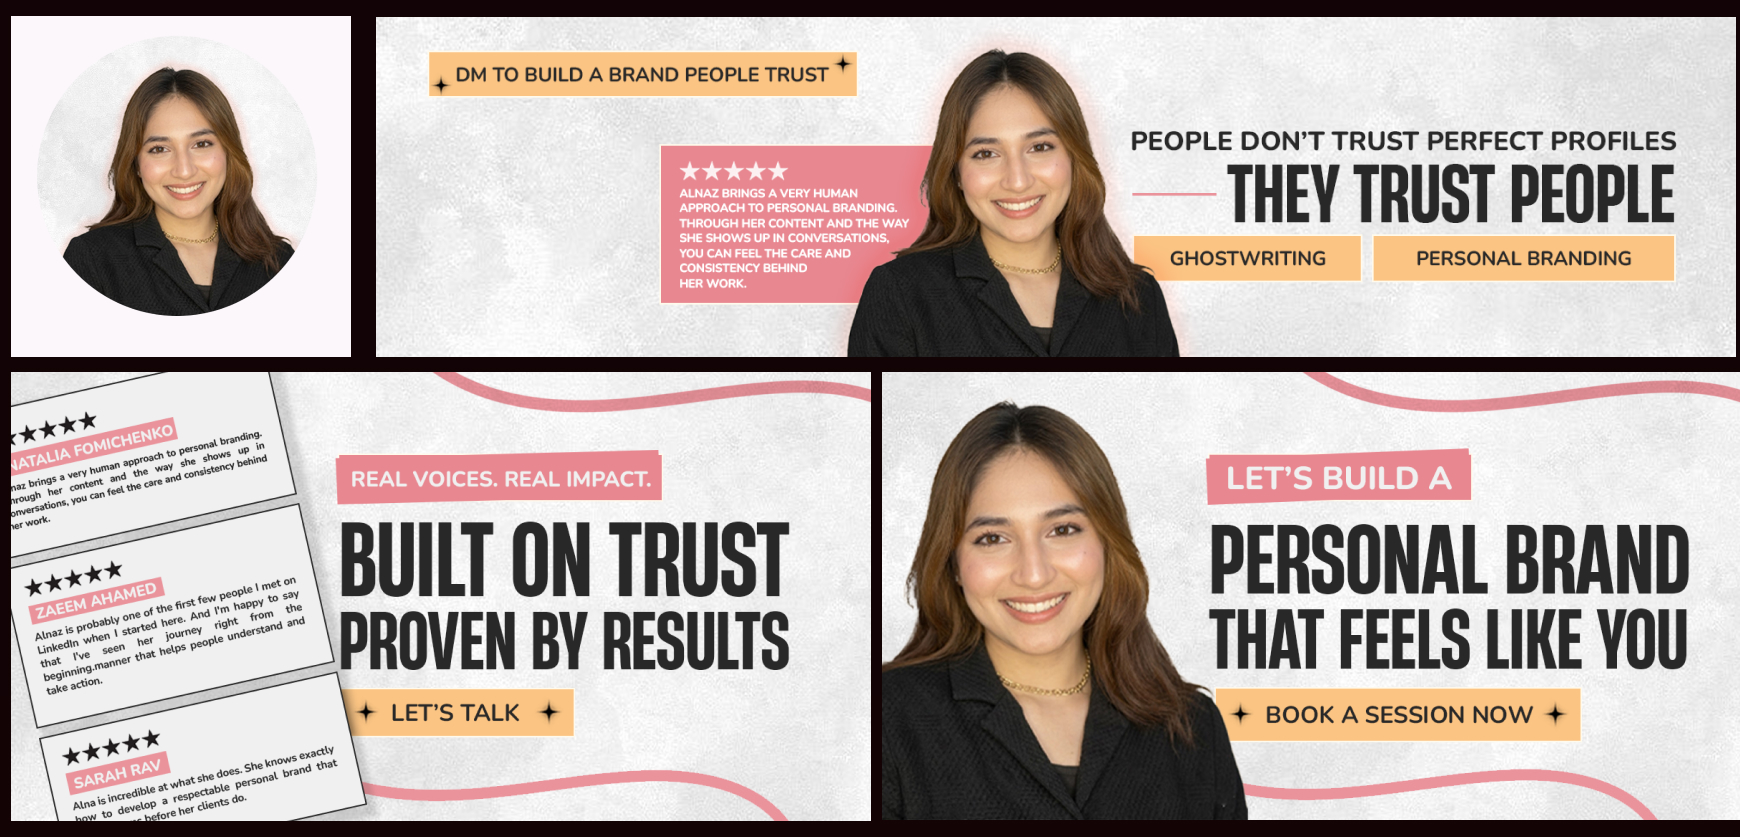 DM TO BUILD A BRAND PEOPLE TRUST
ALNAZ BRINGS A VERY HUMAN
APPROACH TO PERSONAL BRANDING.
THROUGH HER CONTENT AND THE WAY
SHE SHOWS UP IN CONVERSATIONS,
YOU CAN FEEL THE CARE AND
CONSISTENCY BEHIND
HER WORK.
PEOPLE DON'T TRUST PERFECT PROFILES
THEY TRUST PEOPLE
GHOSTWRITING
PERSONAL BRANDING
NATALIA FOMICHENKO
naz brings a very human approach to personal branding.
hrough her content and the way she shows up in
onversations, you can feel the care and consistency behind
her work.
ZAEEM AHAMED
Alnaz is probably one of the first few people I met on
LinkedIn when I started here. And I'm happy to say
that I've seen her journey right from the
beginning.manner that helps people understand and
take action.
SARAH RAV
Alna is incredible at what she does. She knows exactly
how to develop a respectable personal brand that
before her clients do.
REAL VOICES. REAL IMPACT.
BUILT ON TRUST
PROVEN BY RESULTS
LET'S TALK
LET'S BUILD A
PERSONAL BRAND
THAT FEELS LIKE YOU
BOOK A SESSION NOW